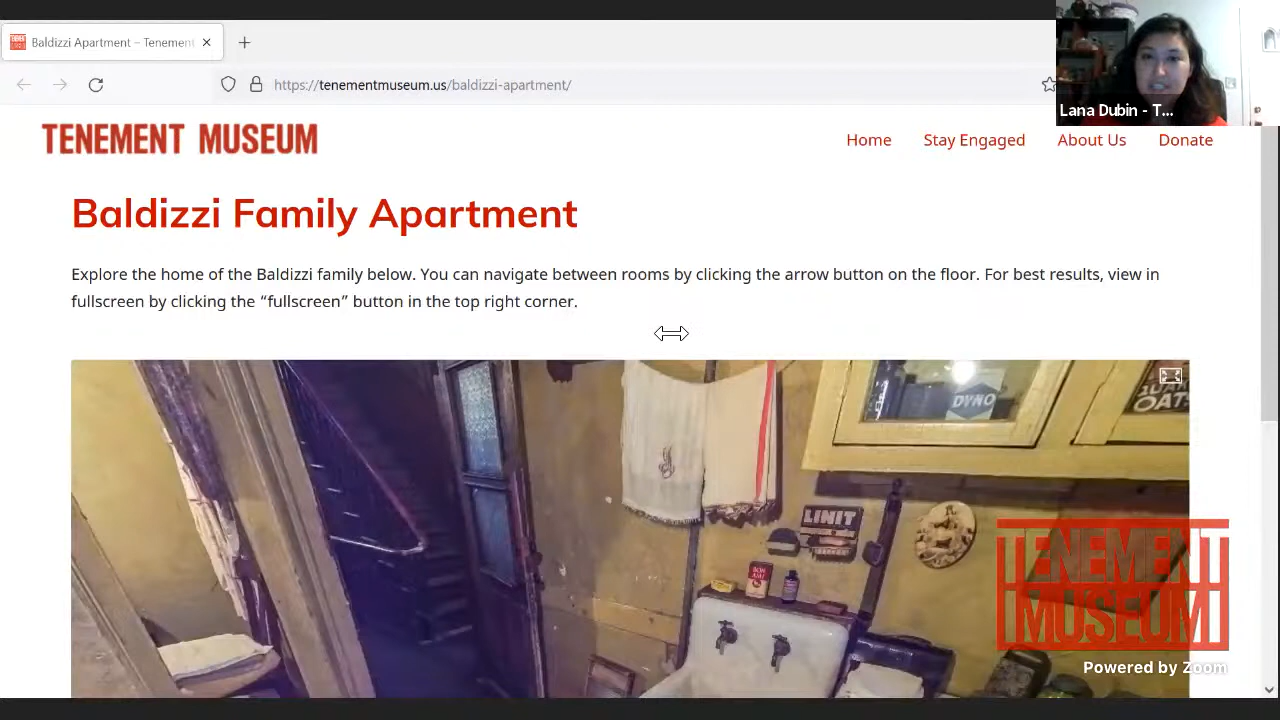 Baldizzi Apartment – Tenement
https://tenementmuseum.us/baldizzi-apartment/
Lana Dubin - T...
TENEMENT MUSEUM
Home Stay Engaged About Us Donate
Baldizzi Family Apartment
Explore the home of the Baldizzi family below. You can navigate between rooms by clicking the arrow button on the floor. For best results, view in
fullscreen by clicking the “fullscreen” button in the top right corner.
DYNO
OATS
LINIT
BON
AMI
TENEMENT
MUSEUM
Powered by Zoom